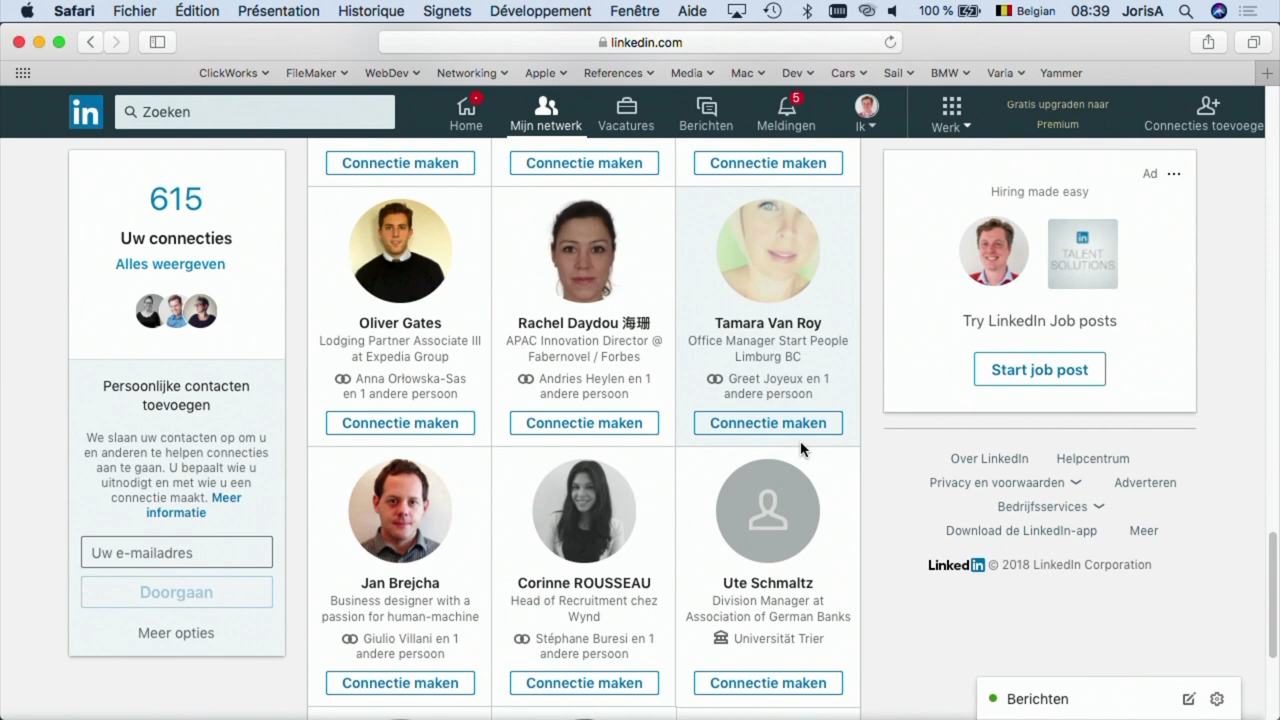 Safari Fichier Édition Présentation Historique Signets Développement Fenêtre Aide 100 % Belgian 08:39 JorisA
linkedin.com
ClickWorks FileMaker WebDev Networking Apple References Media Mac Dev Cars Sail BMW Varia Yammer
in Zoeken Home Mijn netwerk Vacatures Berichten 5 Meldingen Ik Werk Gratis upgraden naar Premium Connecties toevoege
Connectie maken Connectie maken Connectie maken
615
Uw connecties
Alles weergeven
Persoonlijke contacten
toevoegen
We slaan uw contacten op om u
en anderen te helpen connecties
aan te gaan. U bepaalt wie u
uitnodigt en met wie u een
connectie maakt. Meer
informatie
Uw e-mailadres
Doorgaan
Meer opties
Oliver Gates
Lodging Partner Associate III
at Expedia Group
Anna Orłowska-Sas
en 1 andere persoon
Connectie maken
Rachel Daydou 海珊
APAC Innovation Director @
Fabernovel / Forbes
Andries Heylen en 1
andere persoon
Connectie maken
Tamara Van Roy
Office Manager Start People
Limburg BC
Greet Joyeux en 1
andere persoon
Connectie maken
Jan Brejcha
Business designer with a
passion for human-machine
Giulio Villani en 1
andere persoon
Connectie maken
Corinne ROUSSEAU
Head of Recruitment chez
Wynd
Stéphane Buresi en 1
andere persoon
Connectie maken
Ute Schmaltz
Division Manager at
Association of German Banks
Universität Trier
Connectie maken
Ad
Hiring made easy
in
TALENT
SOLUTIONS
Try LinkedIn Job posts
Start job post
Over LinkedIn Helpcentrum
Privacy en voorwaarden Adverteren
Bedrijfsservices
Download de LinkedIn-app Meer
Linked in © 2018 LinkedIn Corporation
Berichten